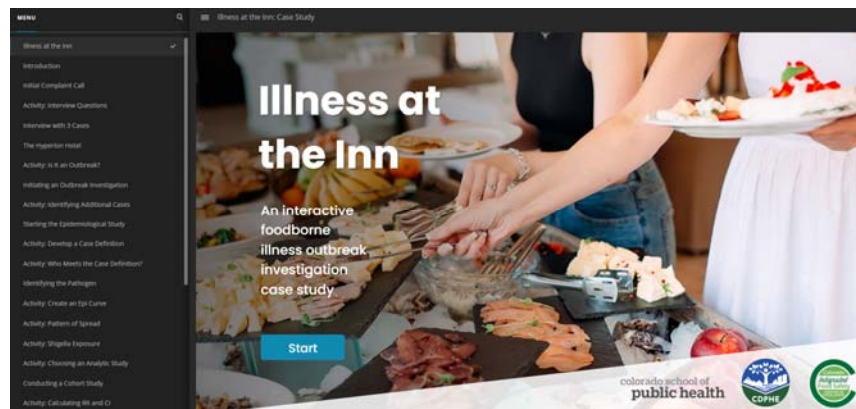 MENU
Illness at the Inn: Case Study
Illness at the Inn
Introduction
Initial Complaint Call
Activity: Interview Questions
Interview with 3 Cases
The Hyperion Hotel
Activity: Is it an Outbreak?
Initiating an Outbreak Investigation
Activity: Identifying Additional Cases
Starting the Epidemiological Study
Activity: Develop a Case Definition
Activity: Who Meets the Case Definition?
Identifying the Pathogen
Activity: Create an Epi Curve
Activity: Pattern of Spread
Activity: Shigella Exposure
Activity: Choosing an Analytic Study
Conducting a Cohort Study
Activity: Calculating RR and CI
Illness at
the Inn
An interactive
foodborne
illness outbreak
investigation
case study
Start
colorado school of
public health
CDPHE